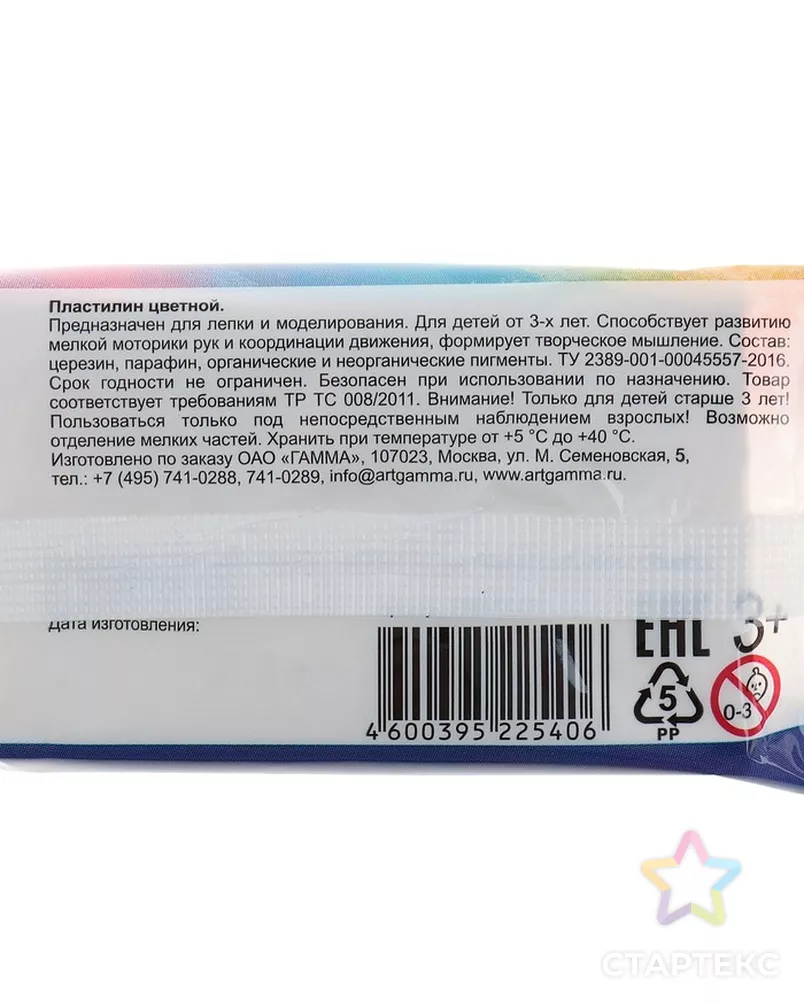 Пластилин цветной.
Предназначен для лепки и моделирования. Для детей от 3-х лет. Способствует развитию
мелкой моторики рук и координации движения, формирует творческое мышление. Состав:
церезин, парафин, органические и неорганические пигменты. ТУ 2389-001-00045557-2016.
Срок годности не ограничен. Безопасен при использовании по назначению. Товар
соответствует требованиям ТР ТС 008/2011. Внимание! Только для детей старше 3 лет!
Пользоваться только под непосредственным наблюдением взрослых! Возможно
отделение мелких частей. Хранить при температуре от +5 °С до +40 °С.
Изготовлено по заказу ОАО «ГАММА», 107023, Москва, ул. М. Семеновская, 5,
тел.: +7 (495) 741-0288, 741-0289, info@artgamma.ru, www.artgamma.ru.
Дата изготовления:
EAC 3+
5
0-3
PP
4 600395 225406
СТАРТЕКС